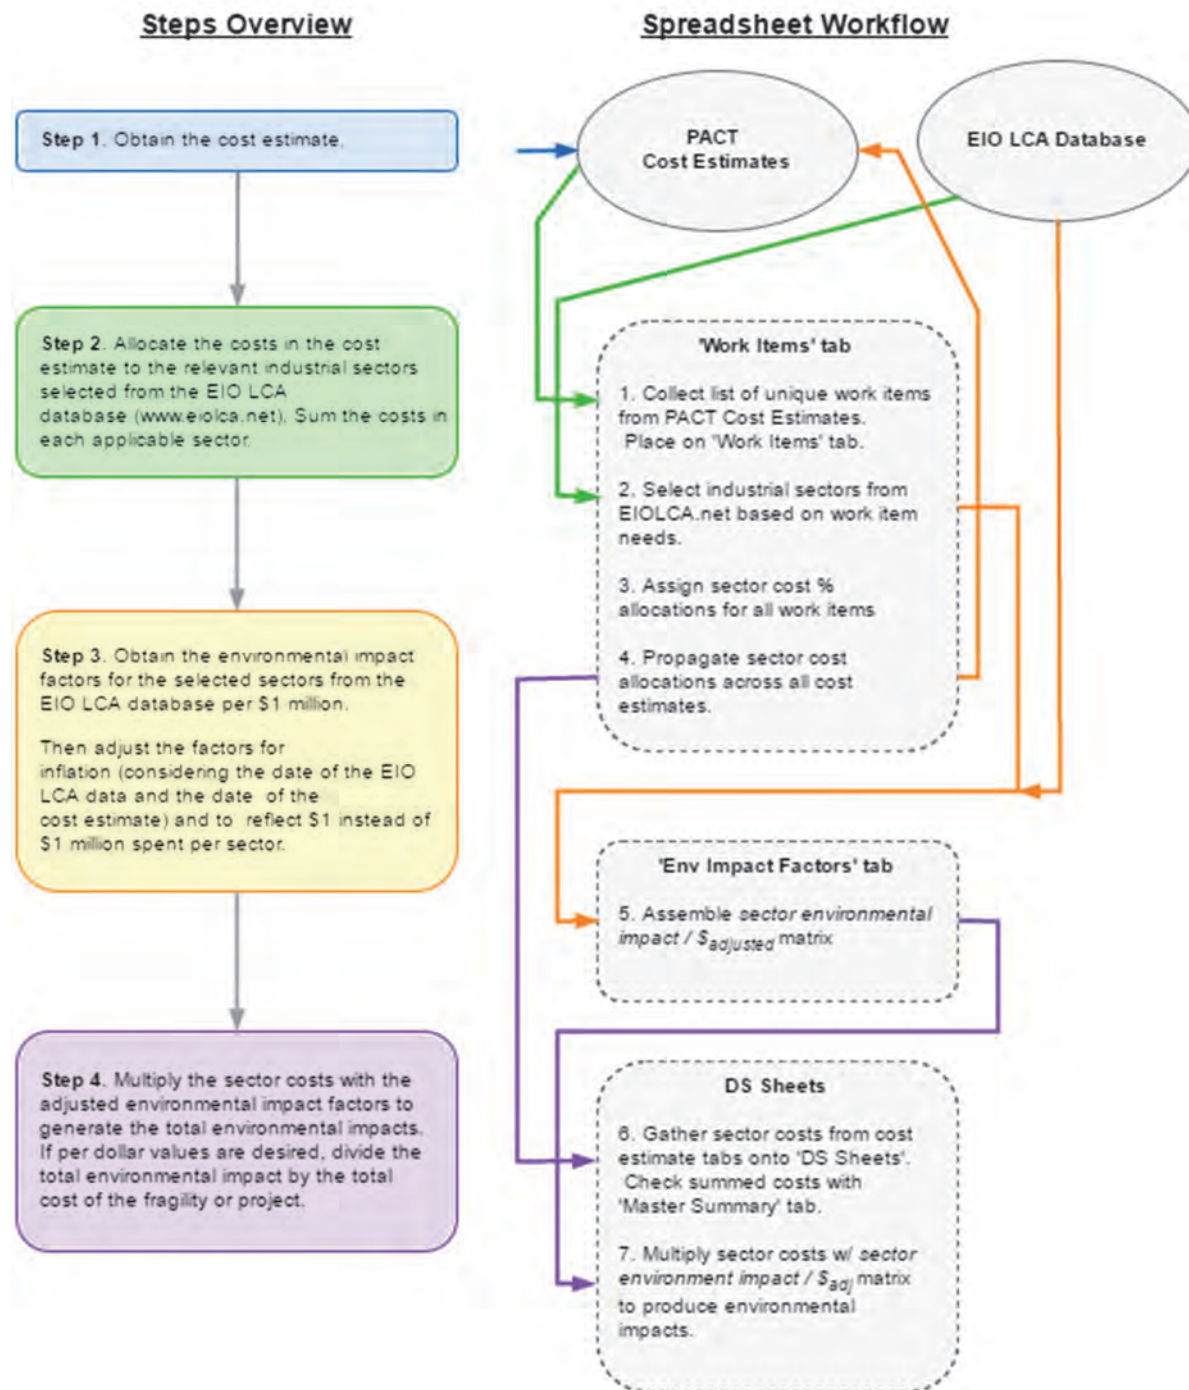 Steps Overview
Step 1. Obtain the cost estimate.
Step 2. Allocate the costs in the cost
estimate to the relevant industrial sectors
selected from the EIO LCA
database (www.eiolca.net). Sum the costs in
each applicable sector.
Step 3. Obtain the environmental impact
factors for the selected sectors from the
EIO LCA database per $1 million.
Then adjust the factors for
inflation (considering the date of the EIO
LCA data and the date of the
cost estimate) and to reflect $1 instead of
$1 million spent per sector.
Step 4. Multiply the sector costs with the
adjusted environmental impact factors to
generate the total environmental impacts.
If per dollar values are desired, divide the
total environmental impact by the total
cost of the fragility or project.
Spreadsheet Workflow
PACT
Cost Estimates
EIO LCA Database
'Work Items' tab
1. Collect list of unique work items
from PACT Cost Estimates.
Place on 'Work Items' tab.
2. Select industrial sectors from
EIOLCA.net based on work item
needs.
3. Assign sector cost %
allocations for all work items
4. Propagate sector cost
allocations across all cost
estimates.
'Env Impact Factors' tab
5. Assemble sector environmental
impact / $adjusted matrix
DS Sheets
6. Gather sector costs from cost
estimate tabs onto 'DS Sheets'.
Check summed costs with
'Master Summary' tab.
7. Multiply sector costs w/ sector
environment impact / $adj matrix
to produce environmental
impacts.